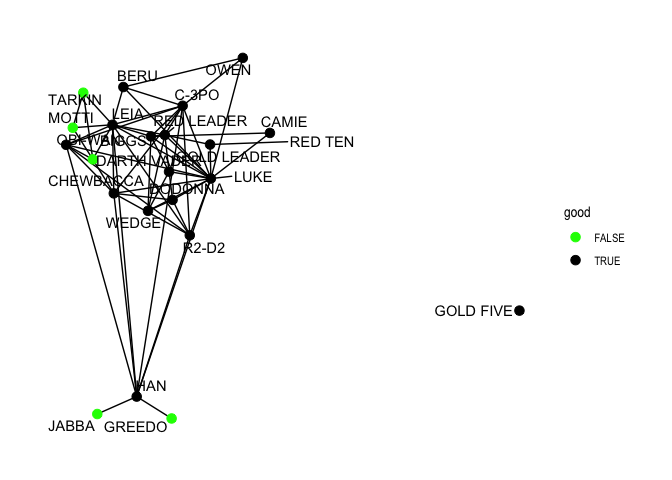 OWEN
BERU
TARKIN
C-3PO
MOTTI
LEIA
RED LEADER
CAMIE
OBI-WAN
BIGGS
RED TEN
DARTH VADER
GOLD LEADER
CHEWBACCA
LUKE
DODONNA
WEDGE
R2-D2
good
FALSE
TRUE
GOLD FIVE
HAN
JABBA
GREEDO